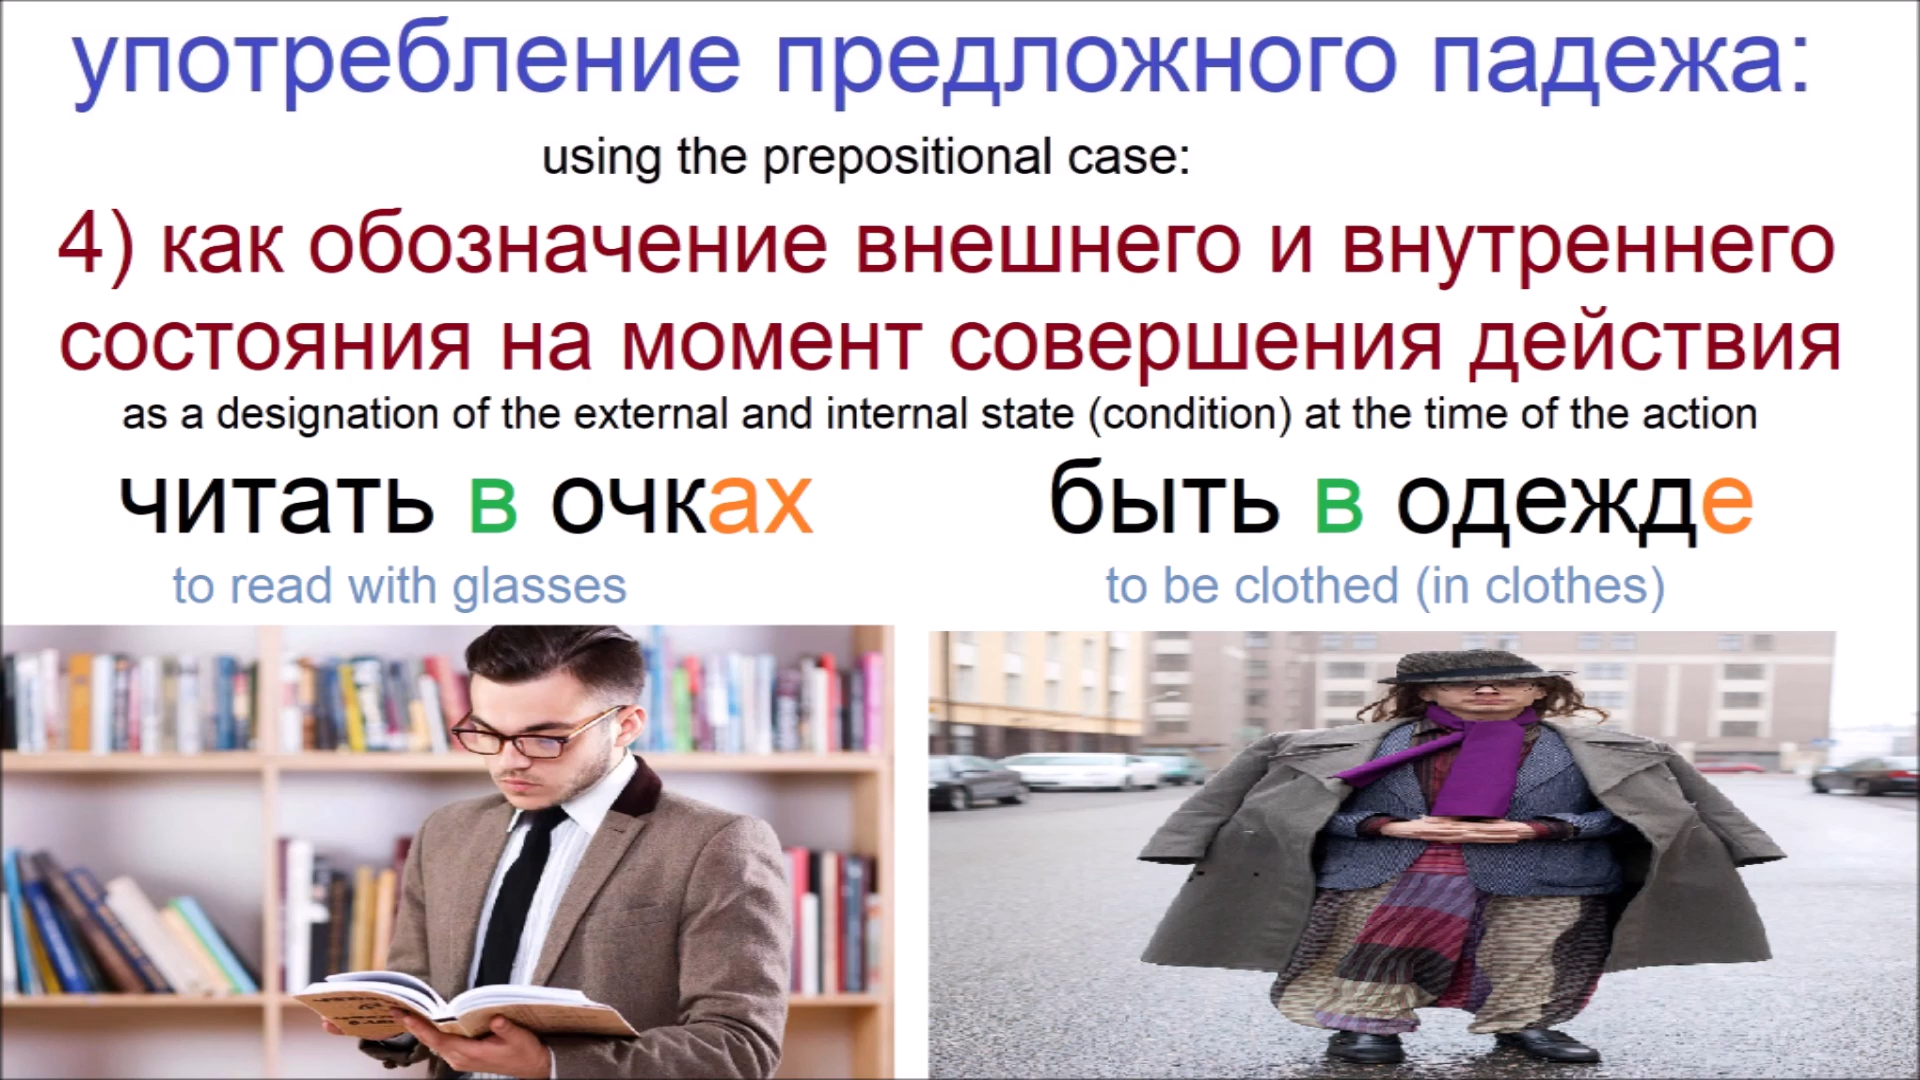 употребление предложного падежа:
using the prepositional case:
4) как обозначение внешнего и внутреннего
состояния на момент совершения действия
as a designation of the external and internal state (condition) at the time of the action
читать в очках
быть в одежде
to read with glasses
to be clothed (in clothes)